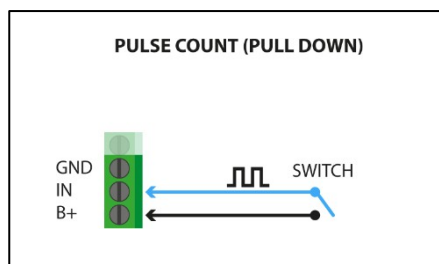 PULSE COUNT (PULL DOWN)
GND
IN
SWITCH
B+